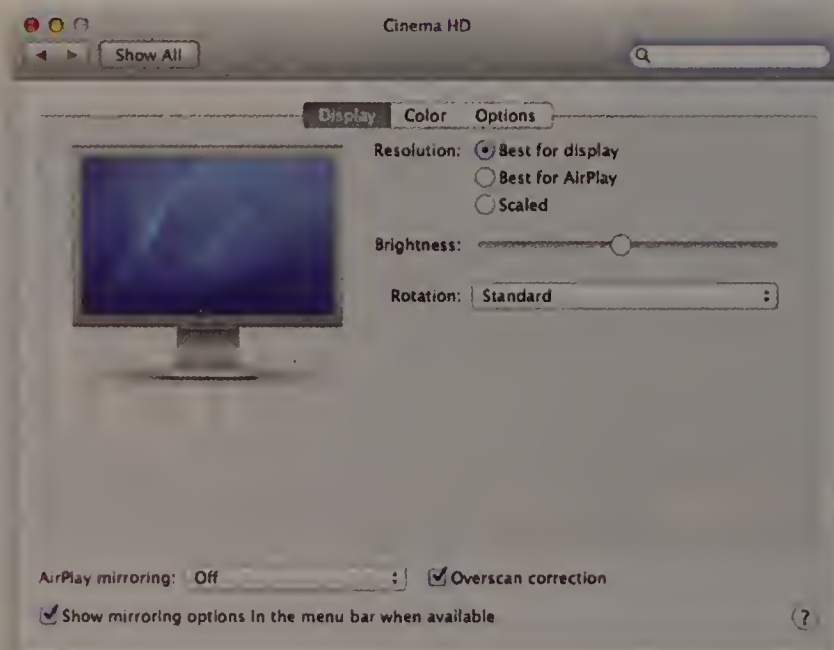 Cinema HD
Show All
Display Color Options
Resolution: Best for display
Best for AirPlay
Scaled
Brightness:
Rotation: Standard
AirPlay mirroring: Off Overscan correction
Show mirroring options in the menu bar when available
?